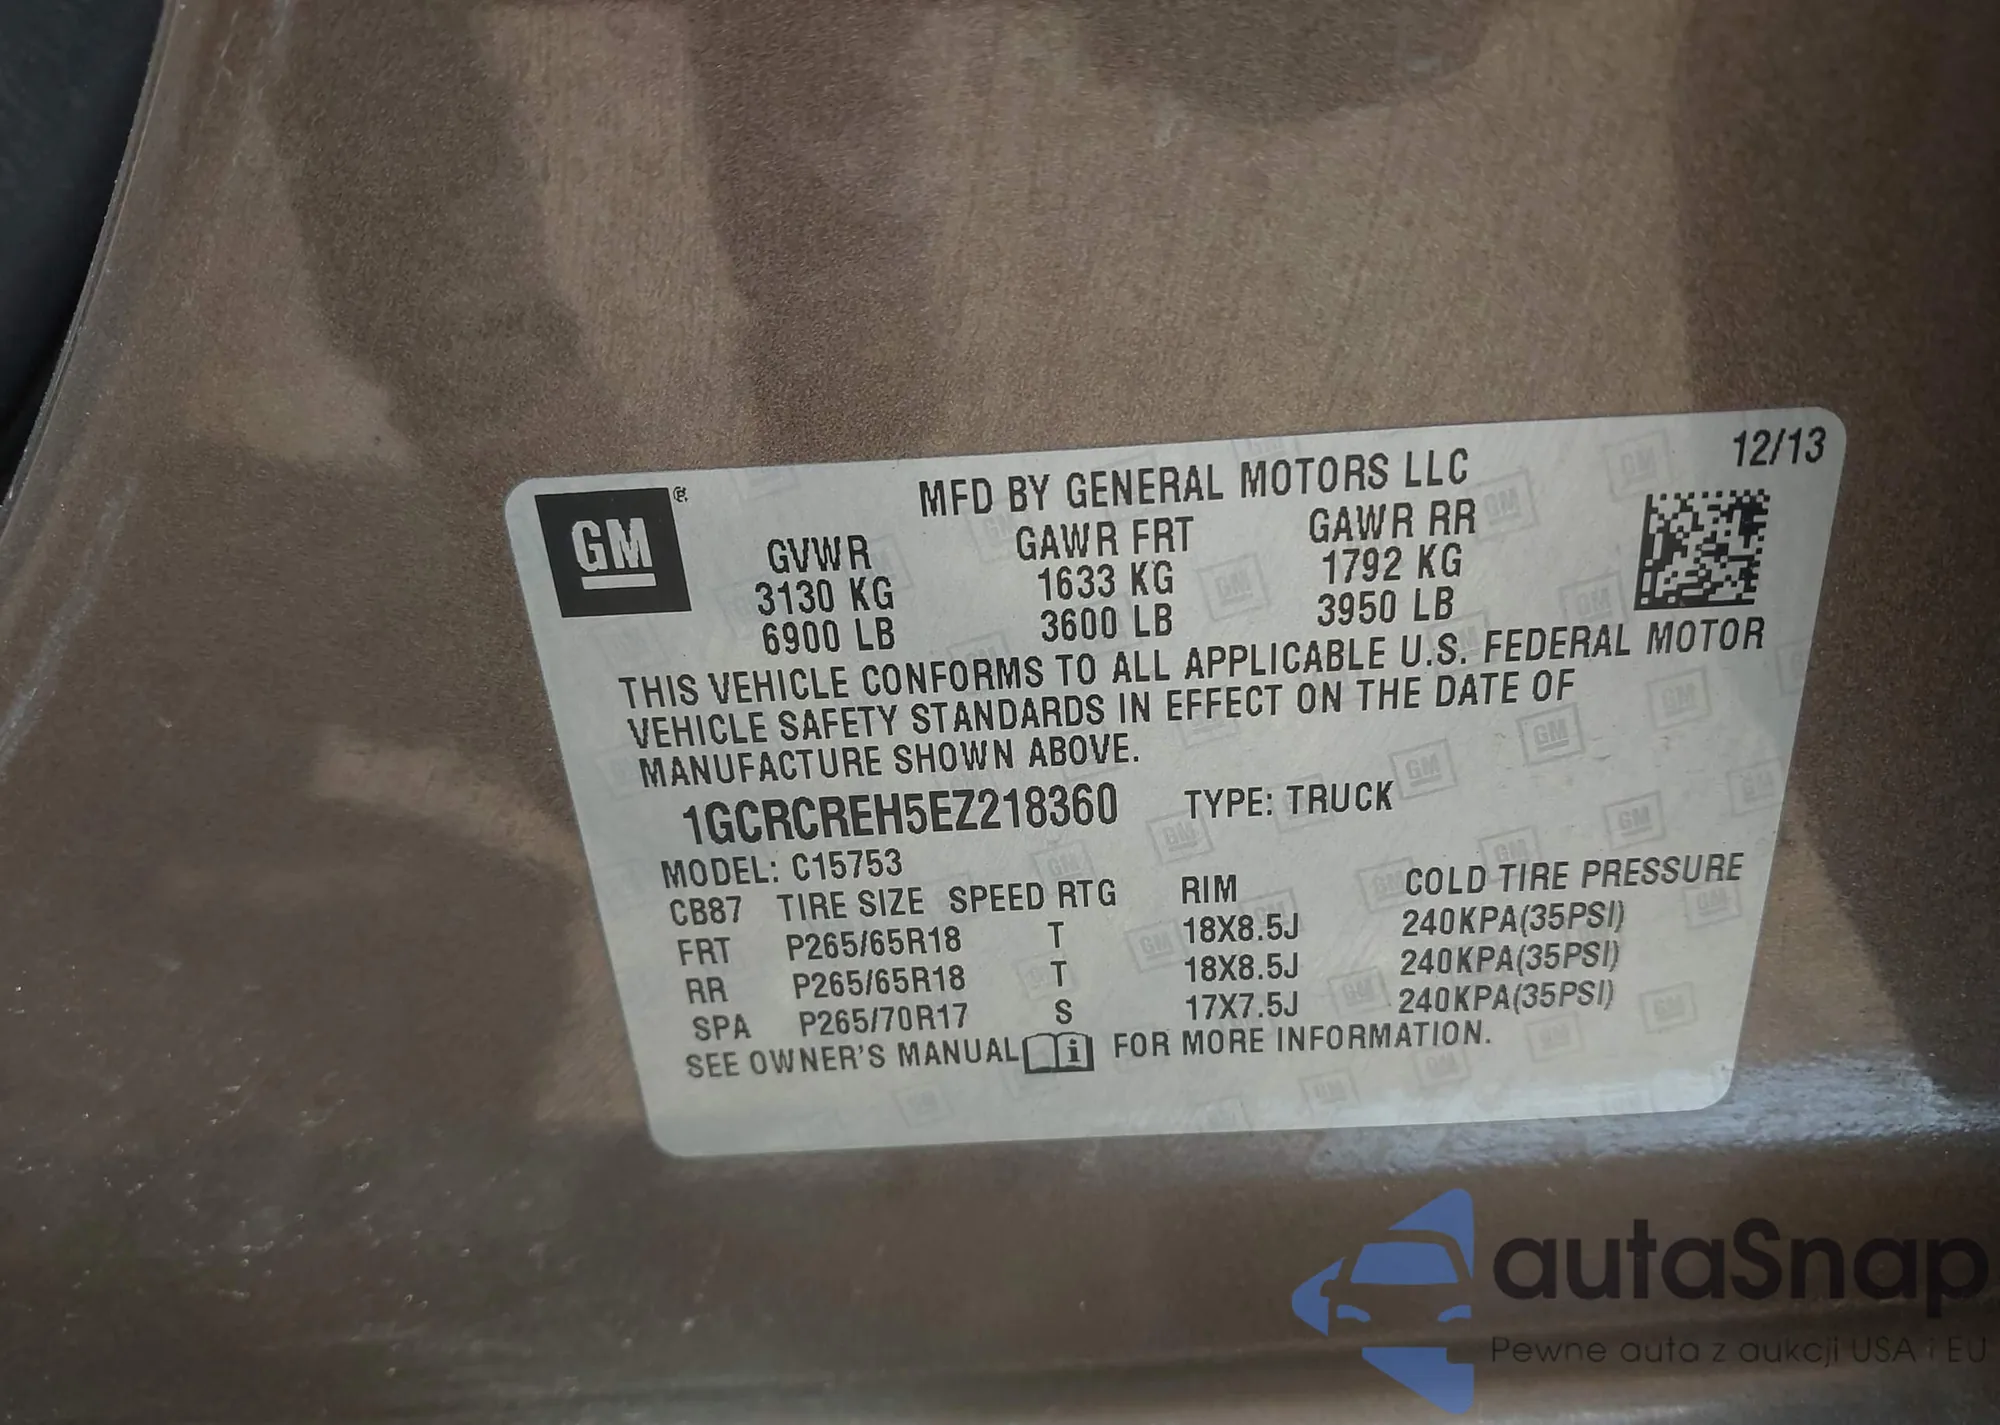 12/13
GM ®
MFD BY GENERAL MOTORS LLC
GVWR GAWR FRT GAWR RR
3130 KG 1633 KG 1792 KG
6900 LB 3600 LB 3950 LB
THIS VEHICLE CONFORMS TO ALL APPLICABLE U.S. FEDERAL MOTOR
VEHICLE SAFETY STANDARDS IN EFFECT ON THE DATE OF
MANUFACTURE SHOWN ABOVE.
1GCRCREH5EZ218360 TYPE: TRUCK
MODEL: C15753
CB87 TIRE SIZE SPEED RTG RIM COLD TIRE PRESSURE
FRT P265/65R18 T 18X8.5J 240KPA(35PSI)
RR P265/65R18 T 18X8.5J 240KPA(35PSI)
SPA P265/70R17 S 17X7.5J 240KPA(35PSI)
SEE OWNER'S MANUAL i FOR MORE INFORMATION.
autaSnap
Pewne auta z aukcji USA i EU